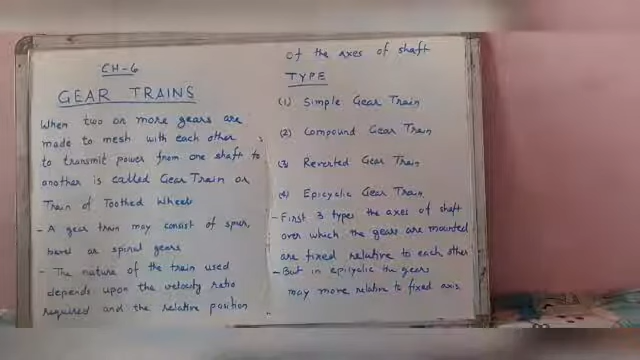 CH-6
GEAR TRAINS
When two on more gears are
made to mesh with each other
to transmit power from one shaft to
another is called Gear Train or
Train of Toothed Wheels
- A gear train may consist of spur,
bevel or spiral gears
- The nature of the train used
depends upon the velocity ratio
required and the relative position
of the axes of shaft
TYPE
(1) Simple Gear Train
(2) Compound Gear Train
(3) Reverted Gear Train
(4) Epicyclic Gear Train
- First 3 types the axes of shaft
over which the gears are mounted
are fixed relative to each other
- But in epicyclic the gears
may move relative to fixed axis